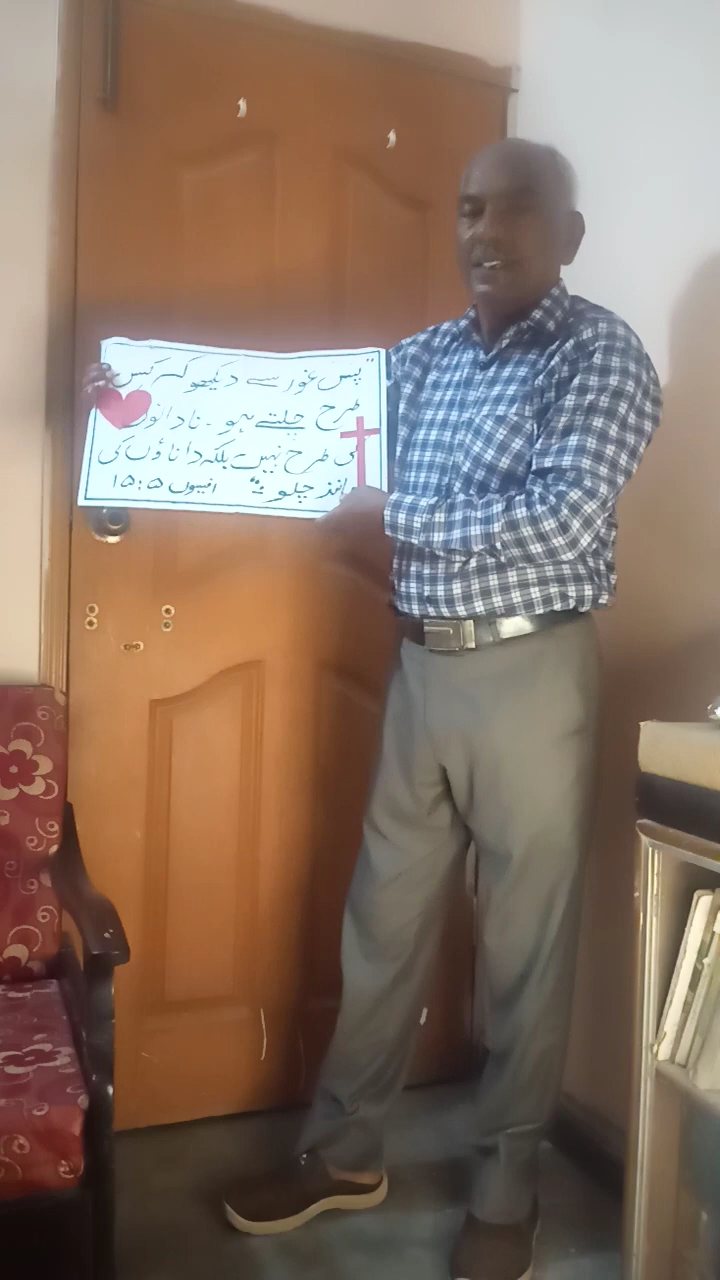 "پس غور سے دیکھو کہ کس
طرح چلتے ہو۔ نادانوں
کی طرح نہیں بلکہ داناؤں کی
مانند چلو۔" افسیوں ۱۵:۵